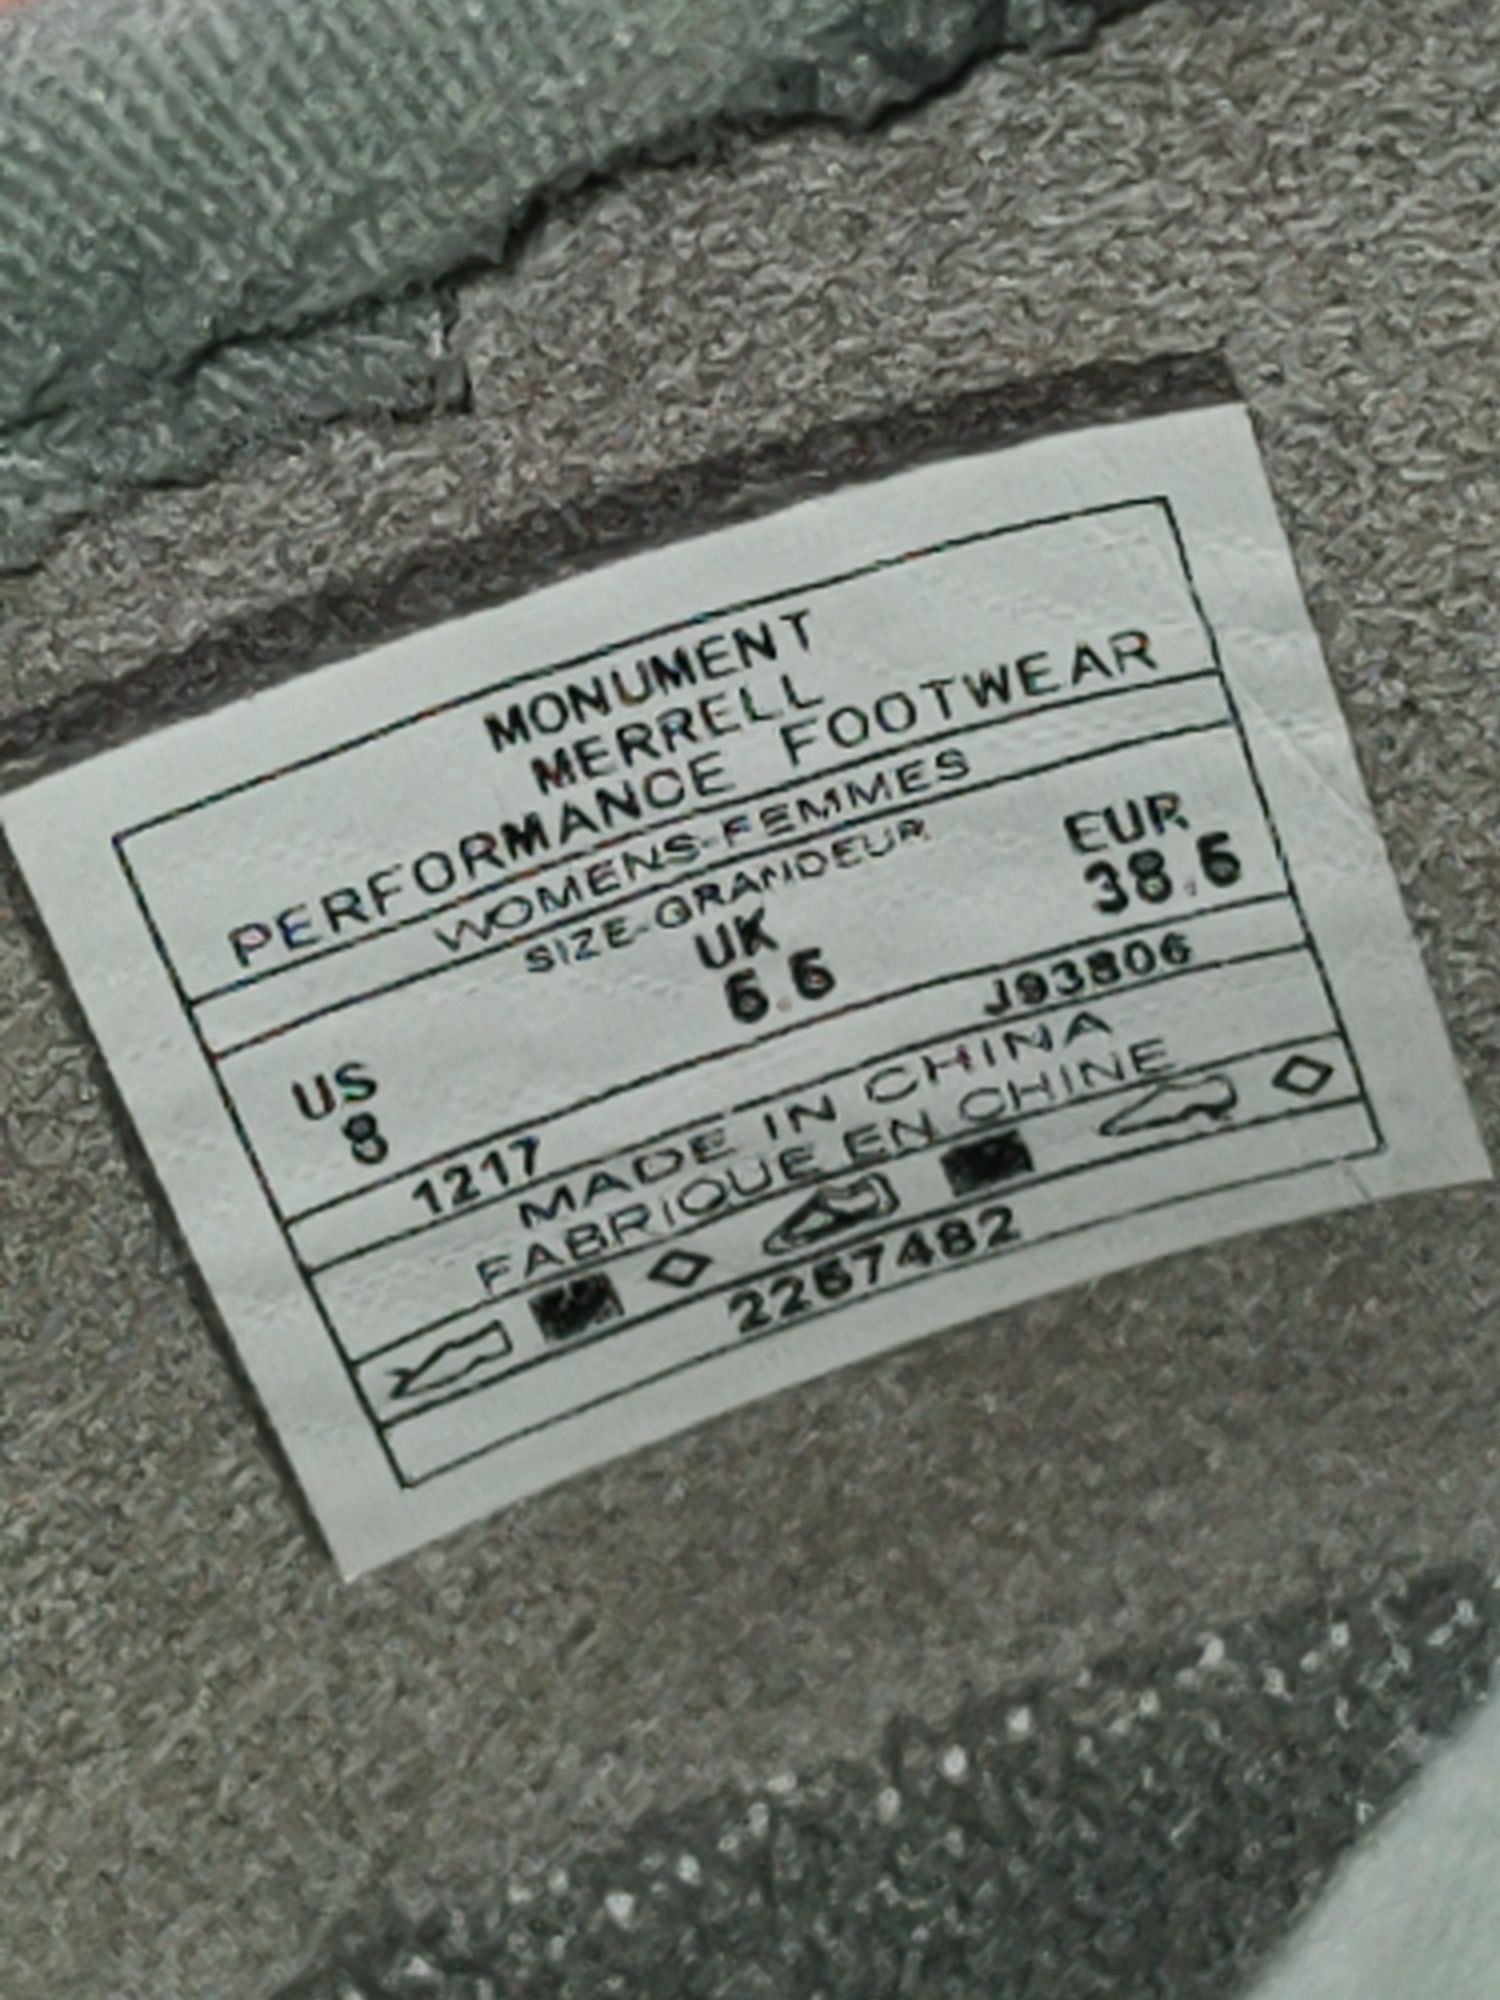 MONUMENT
MERRELL
PERFORMANCE FOOTWEAR
WOMENS-FEMMES
SIZE-GRANDEUR
US UK EUR
8 5.5 38.5
1217 J93806
MADE IN CHINA
FABRIQUE EN CHINE